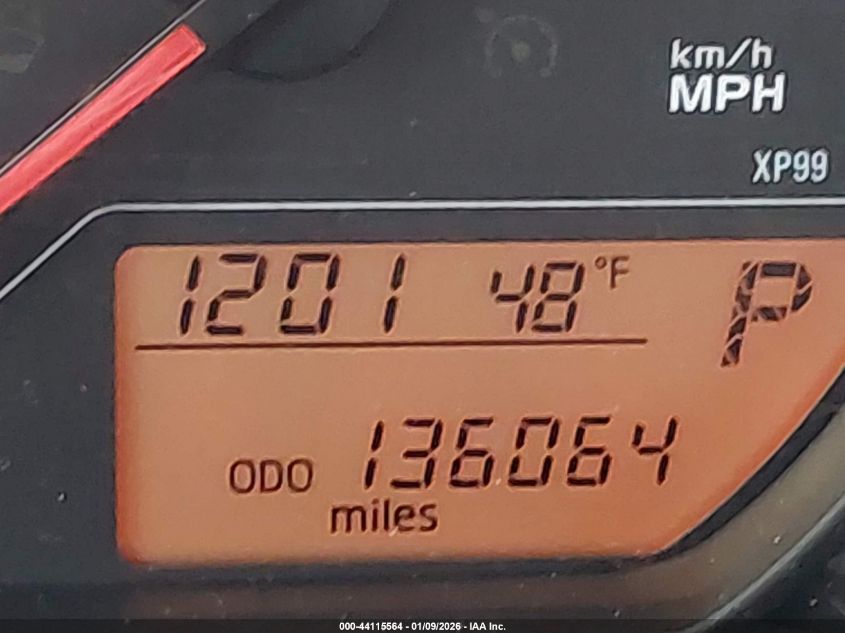 km/h
MPH
XP99
1201 48°F P
ODO 136064
miles
000-44115564 - 01/09/2026 - IAA Inc.